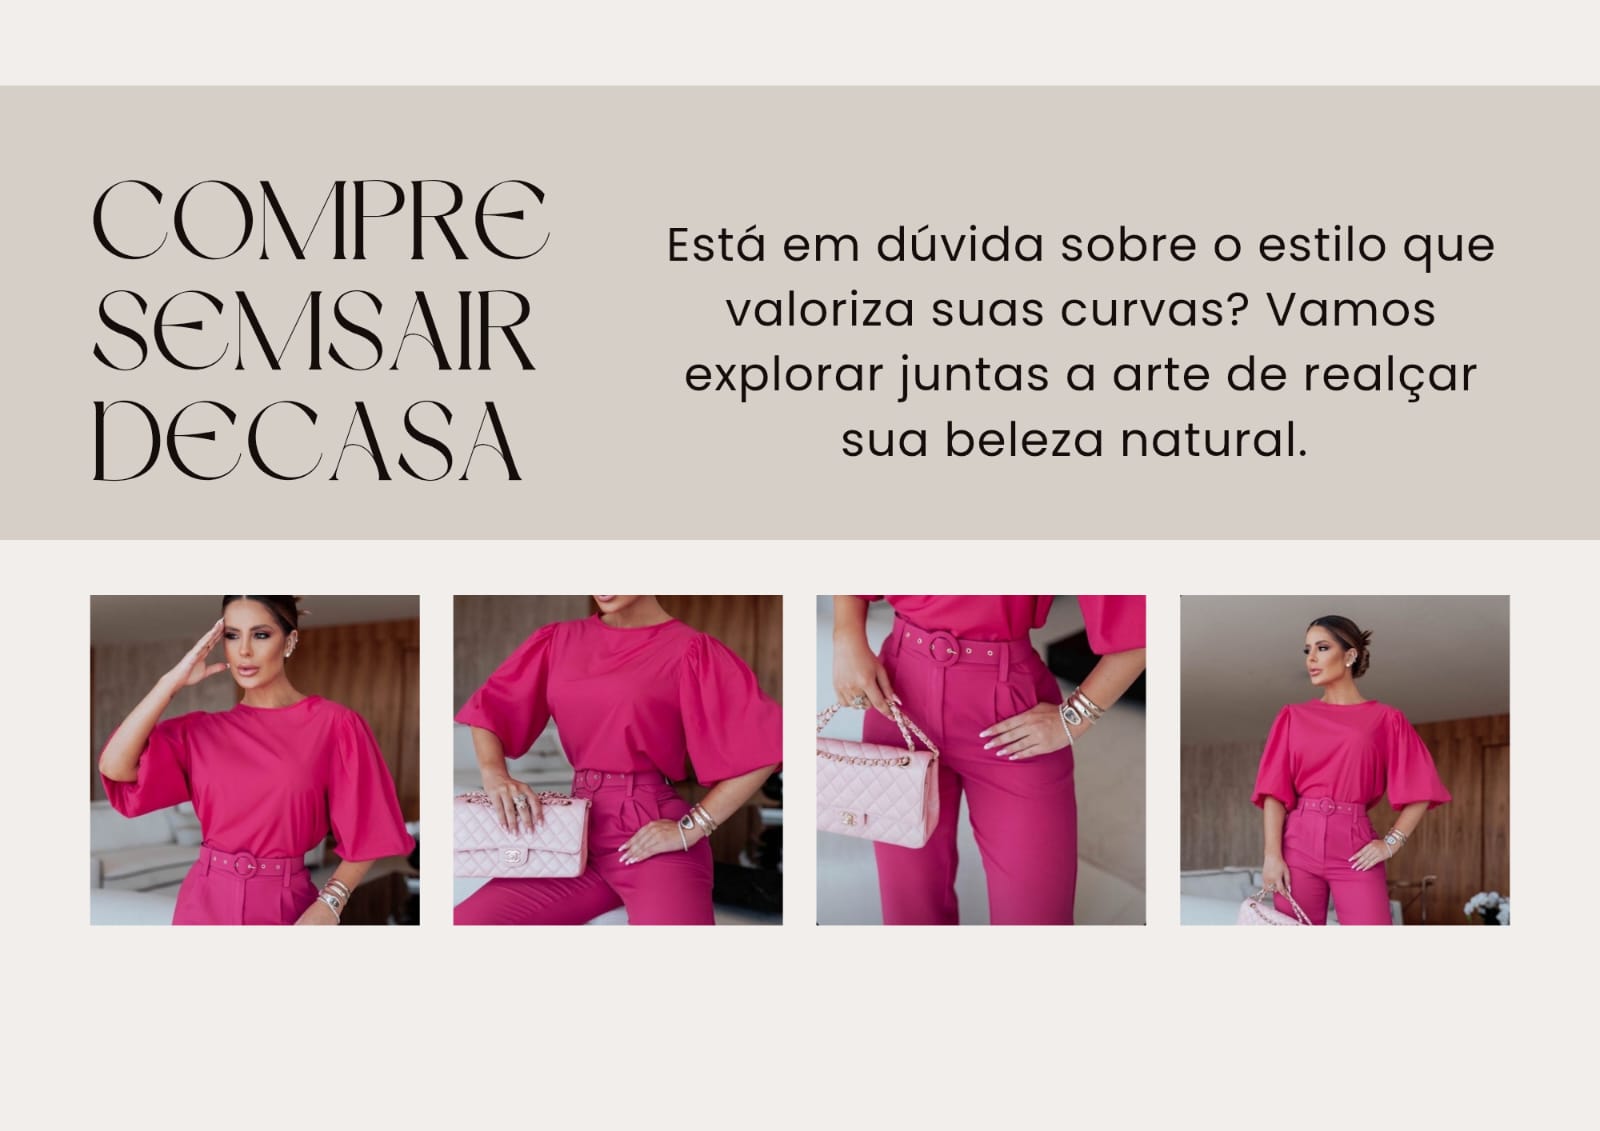 COMPRE
SEMSAIR
DECASA
Está em dúvida sobre o estilo que
valoriza suas curvas? Vamos
explorar juntas a arte de realçar
sua beleza natural.